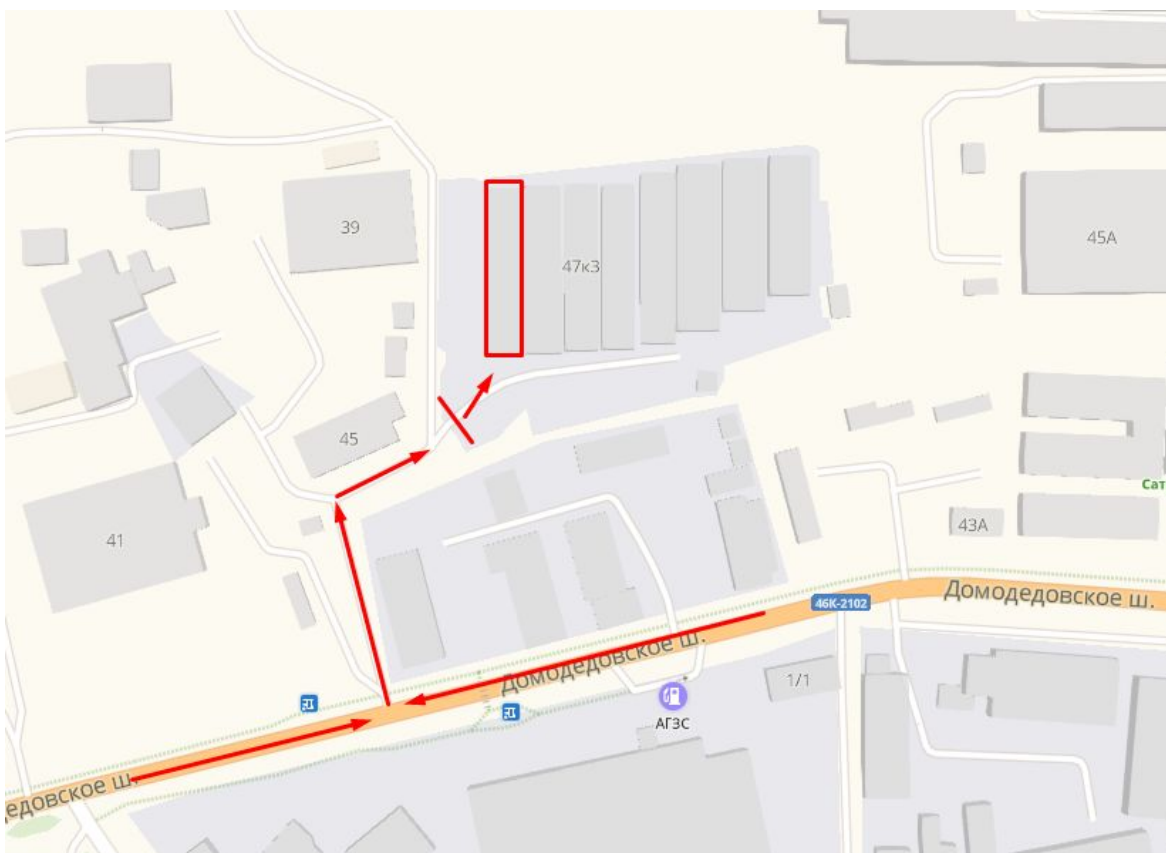 39
47к3
45А
45
41
Сат
43А
46К-2102
Домодедовское ш.
Домодедовское ш.
1/1
АГЗС
едовское ш.